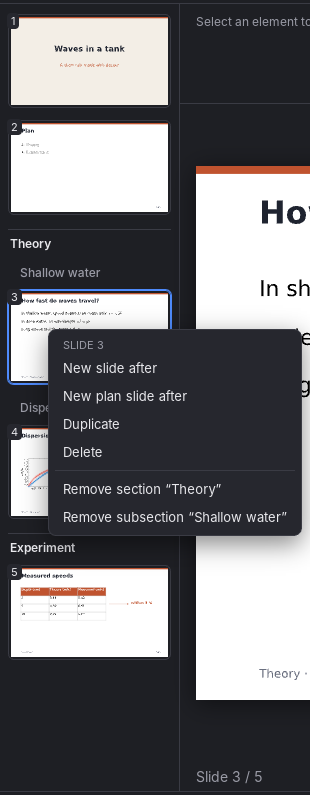 1
Waves in a tank
Select an element to
2
Plan
Theory
Shallow water
3
How fast do waves travel?
Ho
In sh
SLIDE 3
New slide after
New plan slide after
Duplicate
Delete
Remove section “Theory”
Remove subsection “Shallow water”
Dispe
4
Experiment
5
Measured speeds
Theory ·
Slide 3 / 5